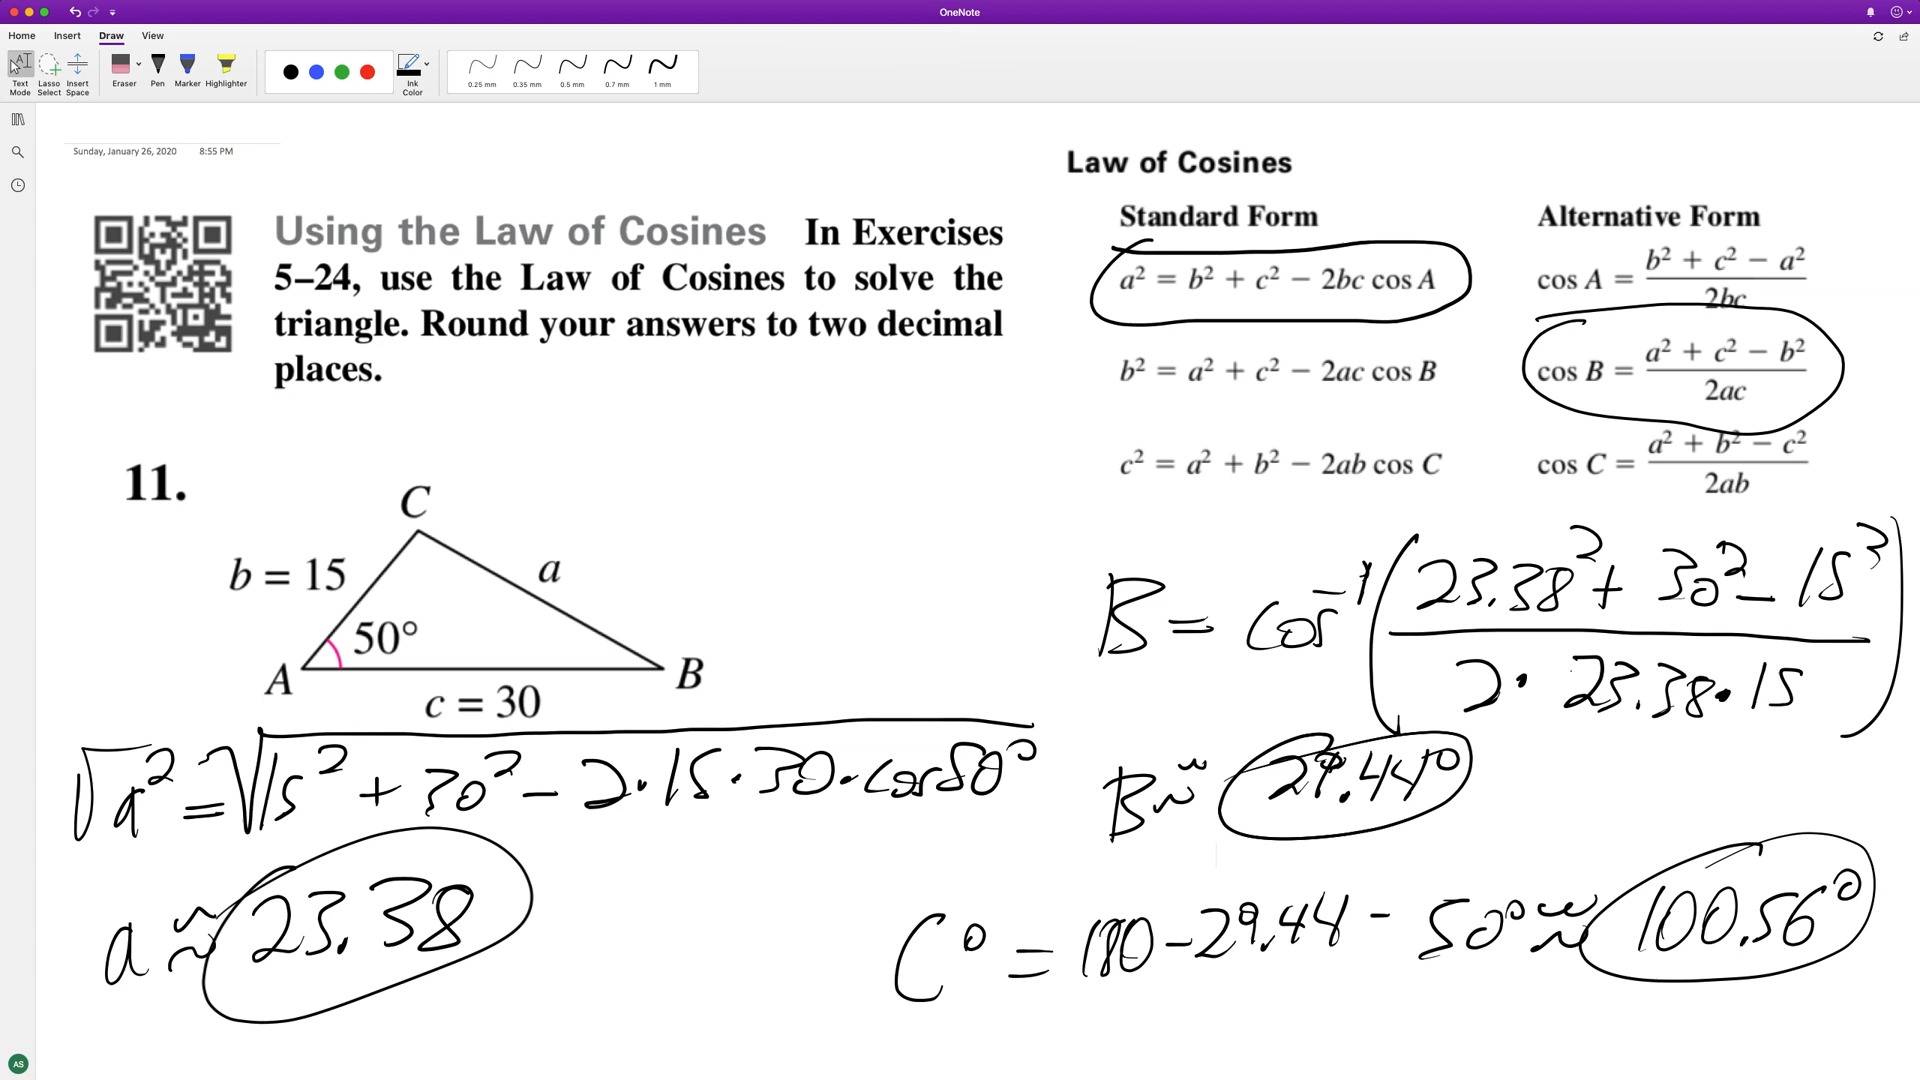 OneNote
Home Insert Draw View
Text Mode Lasso Select Insert Space Eraser Pen Marker Highlighter Ink Color 0.25 mm 0.35 mm 0.5 mm 0.7 mm 1 mm
Sunday, January 26, 2020 8:55 PM
Using the Law of Cosines In Exercises
5–24, use the Law of Cosines to solve the
triangle. Round your answers to two decimal
places.
11.
C
b = 15
a
50°
A
B
c = 30
√a² = √15² + 30² - 2·15·30·cos50°
a ≈ 23.38
Law of Cosines
Standard Form Alternative Form
a² = b² + c² − 2bc cos A cos A = (b² + c² − a²)/2bc
b² = a² + c² − 2ac cos B cos B = (a² + c² − b²)/2ac
c² = a² + b² − 2ab cos C cos C = (a² + b² − c²)/2ab
B = cos⁻¹((23.38² + 30² - 15³)/(2·23.38·15))
B ≈ 29.44°
C° = 180 - 29.44 - 50° ≈ 100.56°
AS